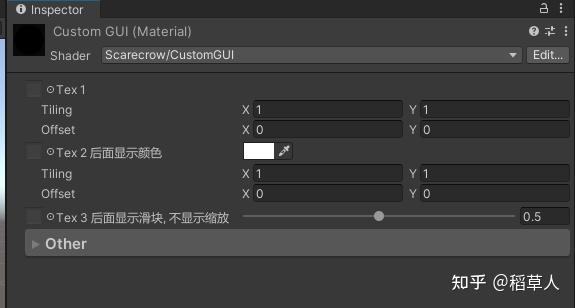 Inspector
Custom GUI (Material)
Shader Scarecrow/CustomGUI Edit...
Tex 1
Tiling X 1 Y 1
Offset X 0 Y 0
Tex 2 后面显示颜色
Tiling X 1 Y 1
Offset X 0 Y 0
Tex 3 后面显示滑块, 不显示缩放 0.5
Other
知乎 @稻草人